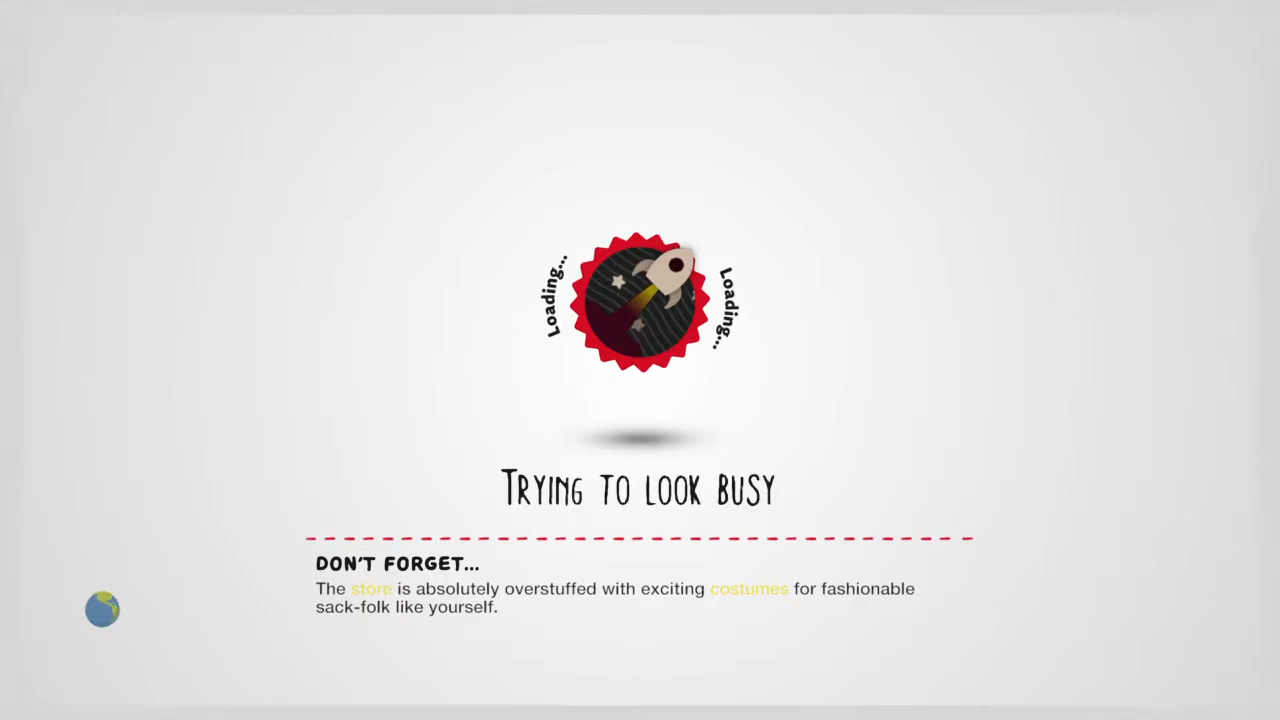 Loading...
Loading...
Trying to look busy
DON'T FORGET...
The store is absolutely overstuffed with exciting costumes for fashionable
sack-folk like yourself.